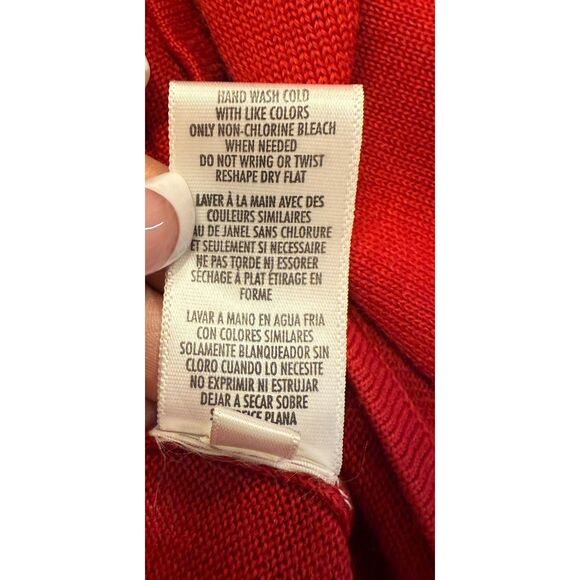 HAND WASH COLD
WITH LIKE COLORS
ONLY NON-CHLORINE BLEACH
WHEN NEEDED
DO NOT WRING OR TWIST
RESHAPE DRY FLAT
LAVER À LA MAIN AVEC DES
COULEURS SIMILAIRES
AU DE JANEL SANS CHLORURE
ET SEULEMENT SI NECESSAIRE
NE PAS TORDE NI ESSORER
SÉCHAGE À PLAT ÉTIRAGE EN
FORME
LAVAR A MANO EN AGUA FRIA
CON COLORES SIMILARES
SOLAMENTE BLANQUEADOR SIN
CLORO CUANDO LO NECESITE
NO EXPRIMIR NI ESTRUJAR
DEJAR A SECAR SOBRE
PLANA